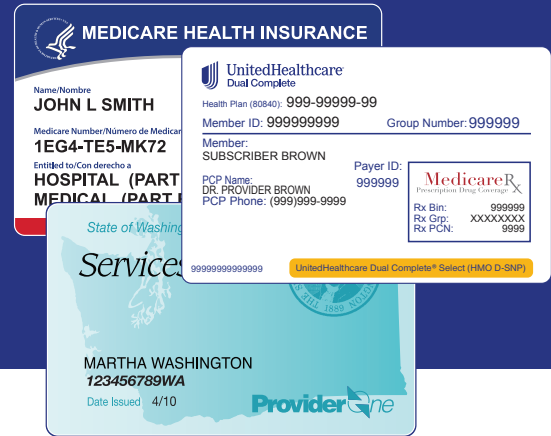 MEDICARE HEALTH INSURANCE
Name/Nombre
JOHN L SMITH
Medicare Number/Número de Medicar
1EG4-TE5-MK72
Entitled to/Con derecho a
HOSPITAL (PART
MEDICAL (PART
UnitedHealthcare®
Dual Complete
Health Plan (80840): 999-99999-99
Member ID: 999999999 Group Number: 999999
Member:
SUBSCRIBER BROWN
PCP Name:
DR. PROVIDER BROWN
PCP Phone: (999)999-9999
Payer ID:
999999
MedicareRx
Prescription Drug Coverage
Rx Bin: 999999
Rx Grp: XXXXXXXX
Rx PCN: 9999
99999999999999 UnitedHealthcare Dual Complete® Select (HMO D-SNP)
State of Washing
Services
1889
MARTHA WASHINGTON
123456789WA
Date Issued 4/10
ProviderOne